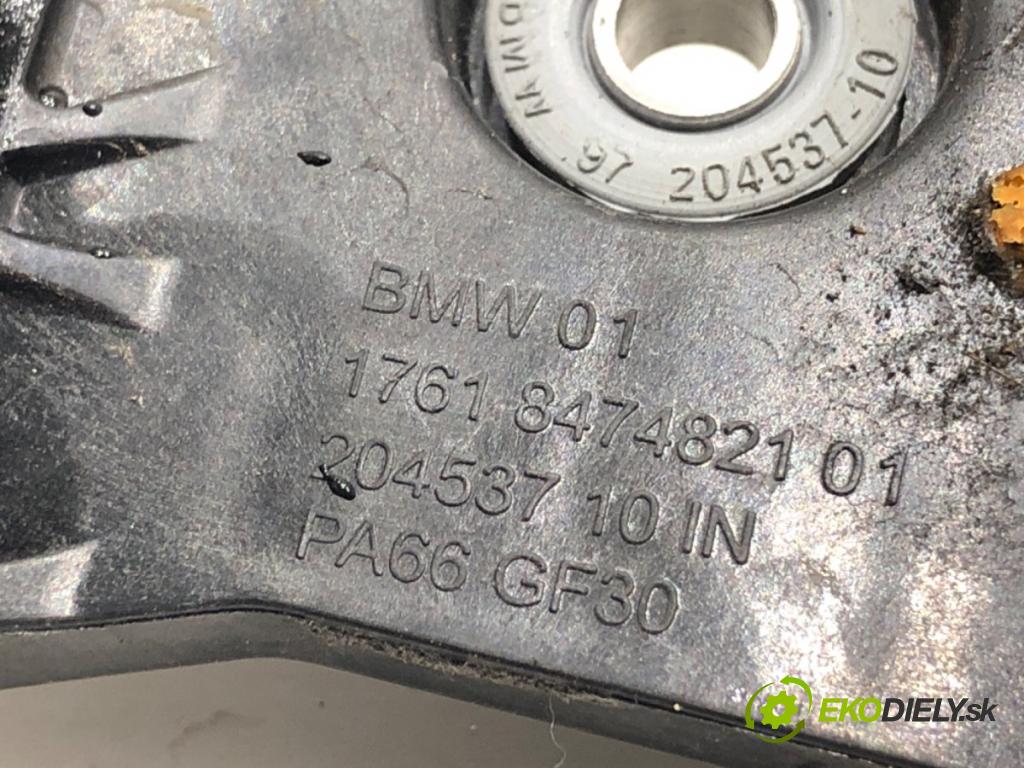 97 204537-10
BMW 01
1761 8474821 01
204537 10 IN
PA66 GF30
EKODIELY.sk